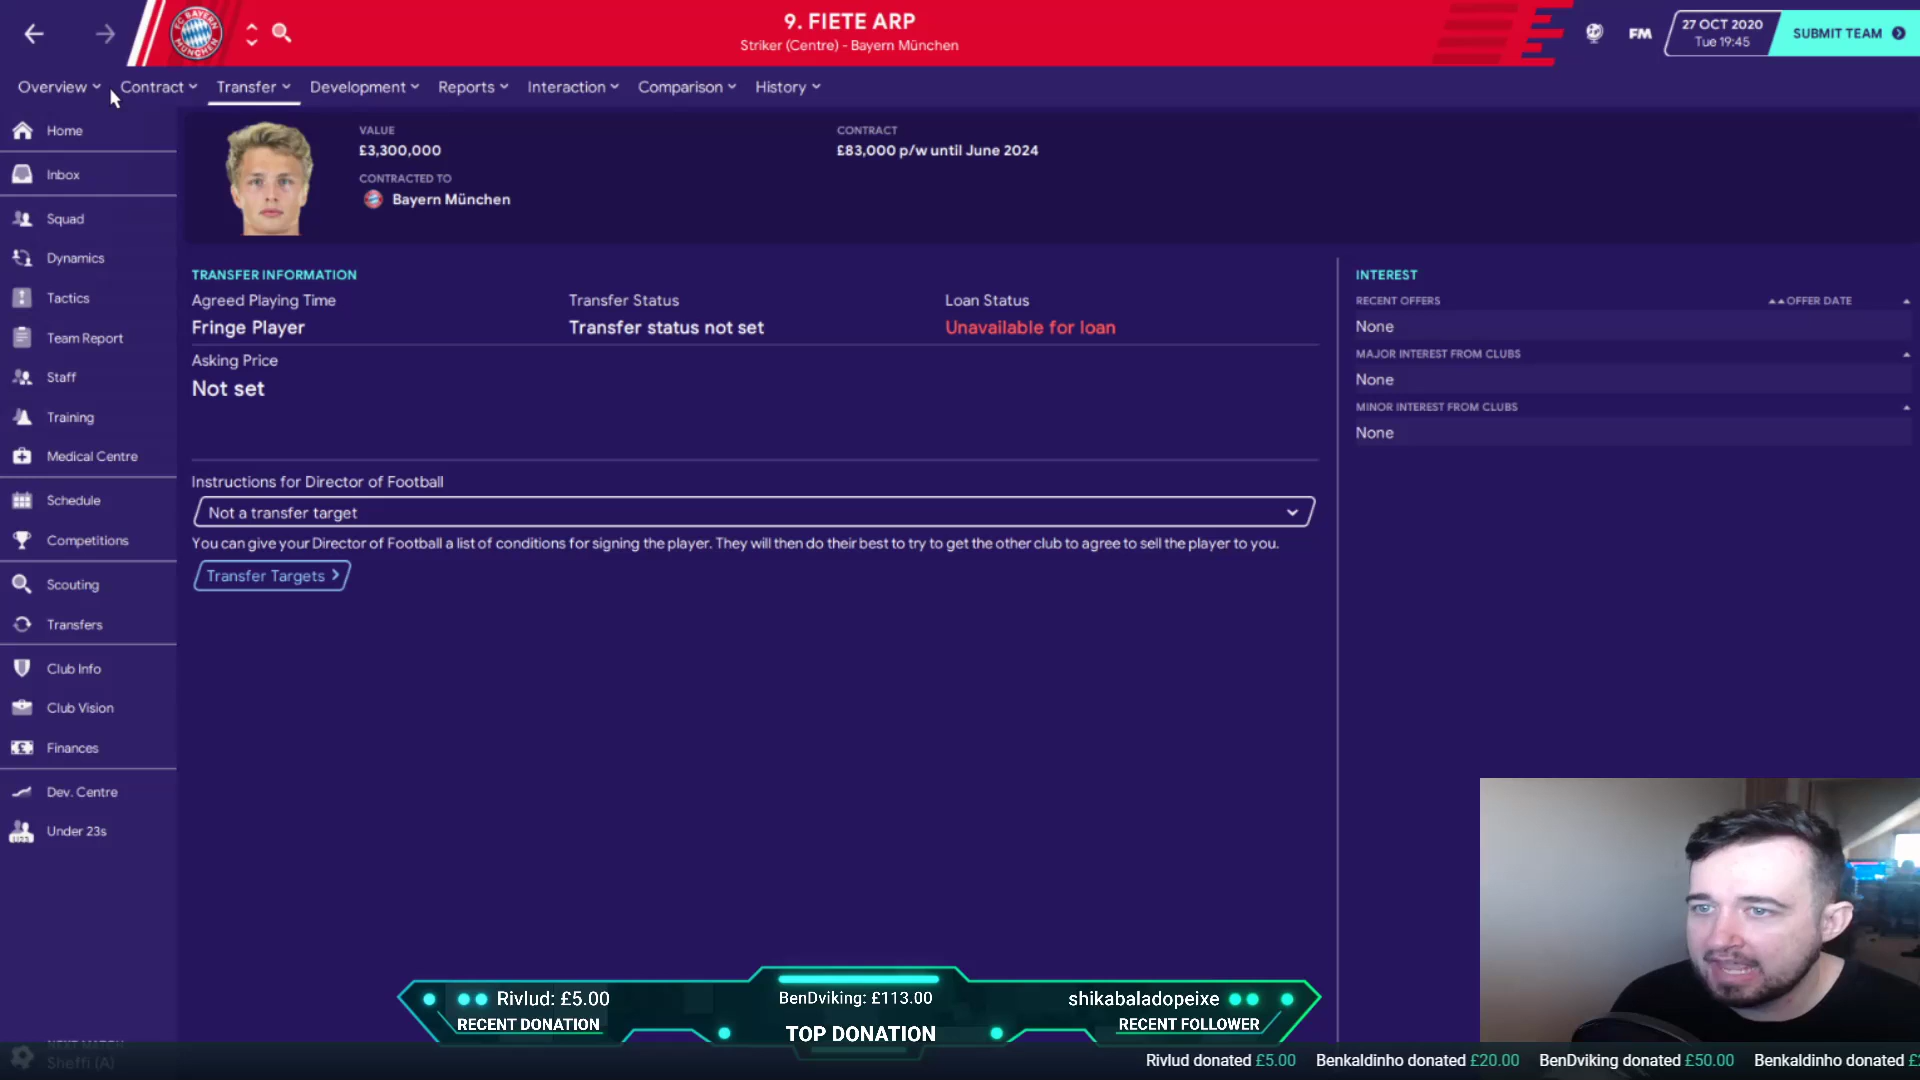 9. FIETE ARP
Striker (Centre) - Bayern München
FC BAYERN
MÜNCHEN
FM
27 OCT 2020
Tue 19:45
SUBMIT TEAM
Overview
Contract
Transfer
Development
Reports
Interaction
Comparison
History
Home
Inbox
Squad
Dynamics
Tactics
Team Report
Staff
Training
Medical Centre
Schedule
Competitions
Scouting
Transfers
Club Info
Club Vision
Finances
Dev. Centre
Under 23s
NEXT MATCH
Sheffi (A)
VALUE
£3,300,000
CONTRACTED TO
Bayern München
CONTRACT
£83,000 p/w until June 2024
TRANSFER INFORMATION
Agreed Playing Time
Fringe Player
Transfer Status
Transfer status not set
Loan Status
Unavailable for loan
Asking Price
Not set
Instructions for Director of Football
Not a transfer target
You can give your Director of Football a list of conditions for signing the player. They will then do their best to try to get the other club to agree to sell the player to you.
Transfer Targets
INTEREST
RECENT OFFERS
OFFER DATE
None
MAJOR INTEREST FROM CLUBS
None
MINOR INTEREST FROM CLUBS
None
Rivlud: £5.00
RECENT DONATION
BenDviking: £113.00
TOP DONATION
shikabaladopeixe
RECENT FOLLOWER
Rivlud donated £5.00 Benkaldinho donated £20.00 BenDviking donated £50.00 Benkaldinho donated